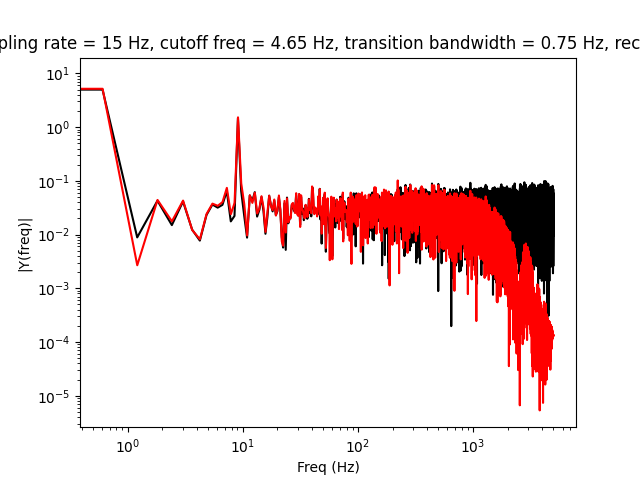 pling rate = 15 Hz, cutoff freq = 4.65 Hz, transition bandwidth = 0.75 Hz, rec
10¹
10⁰
10⁻¹
10⁻²
10⁻³
10⁻⁴
10⁻⁵
|Y(freq)|
10⁰ 10¹ 10² 10³
Freq (Hz)